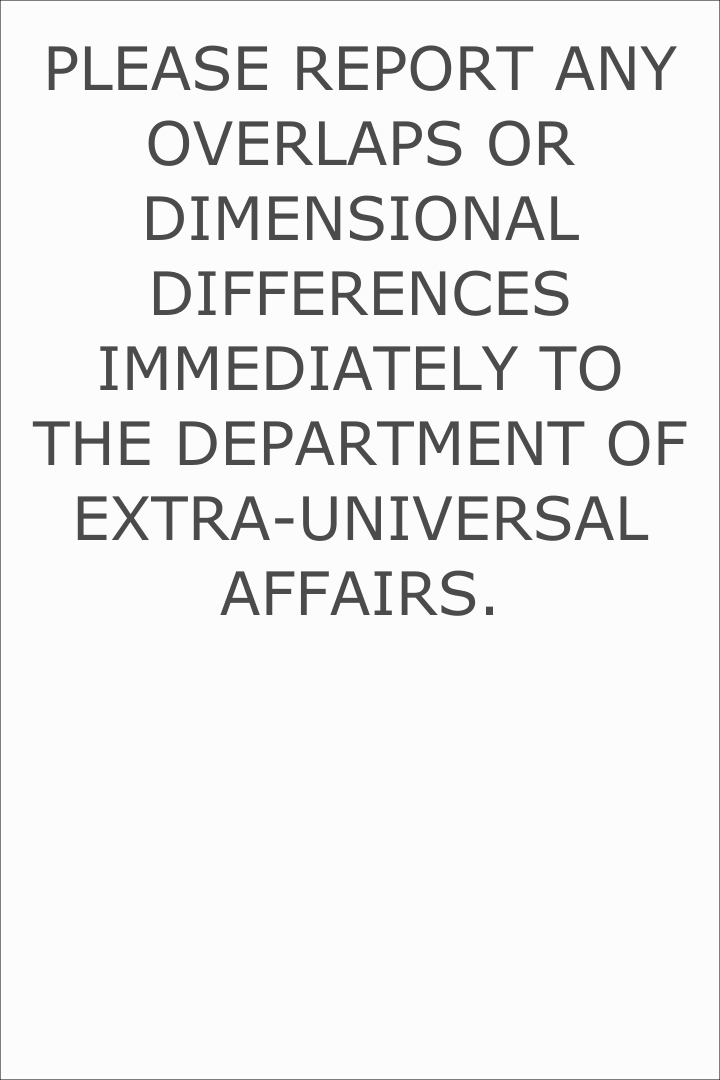 PLEASE REPORT ANY
OVERLAPS OR
DIMENSIONAL
DIFFERENCES
IMMEDIATELY TO
THE DEPARTMENT OF
EXTRA-UNIVERSAL
AFFAIRS.